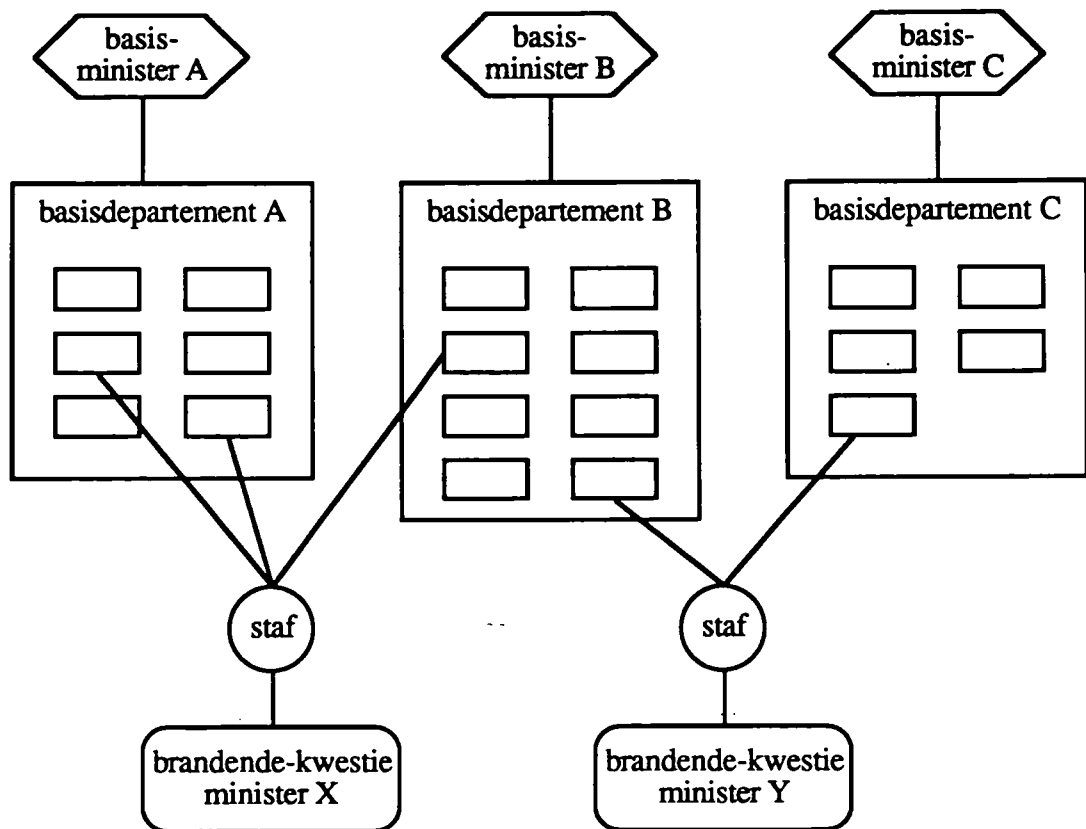 basis-
minister A
basis-
minister B
basis-
minister C
basisdepartement A
basisdepartement B
basisdepartement C
staf
staf
brandende-kwestie
minister X
brandende-kwestie
minister Y